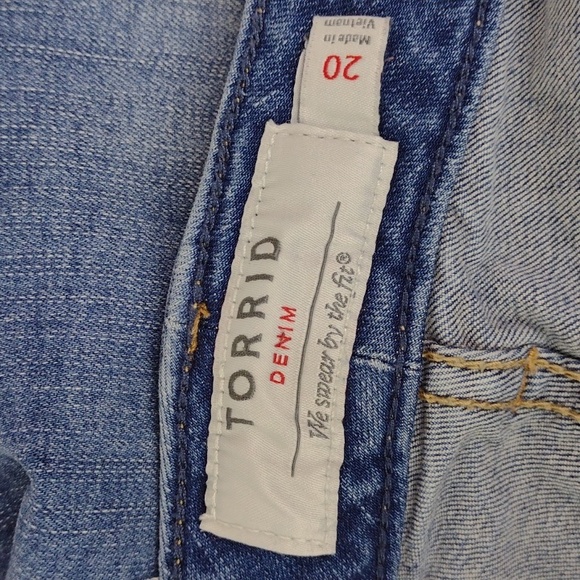 TORRID
DENIM
We swear by the fit®
20
Made in
Vietnam